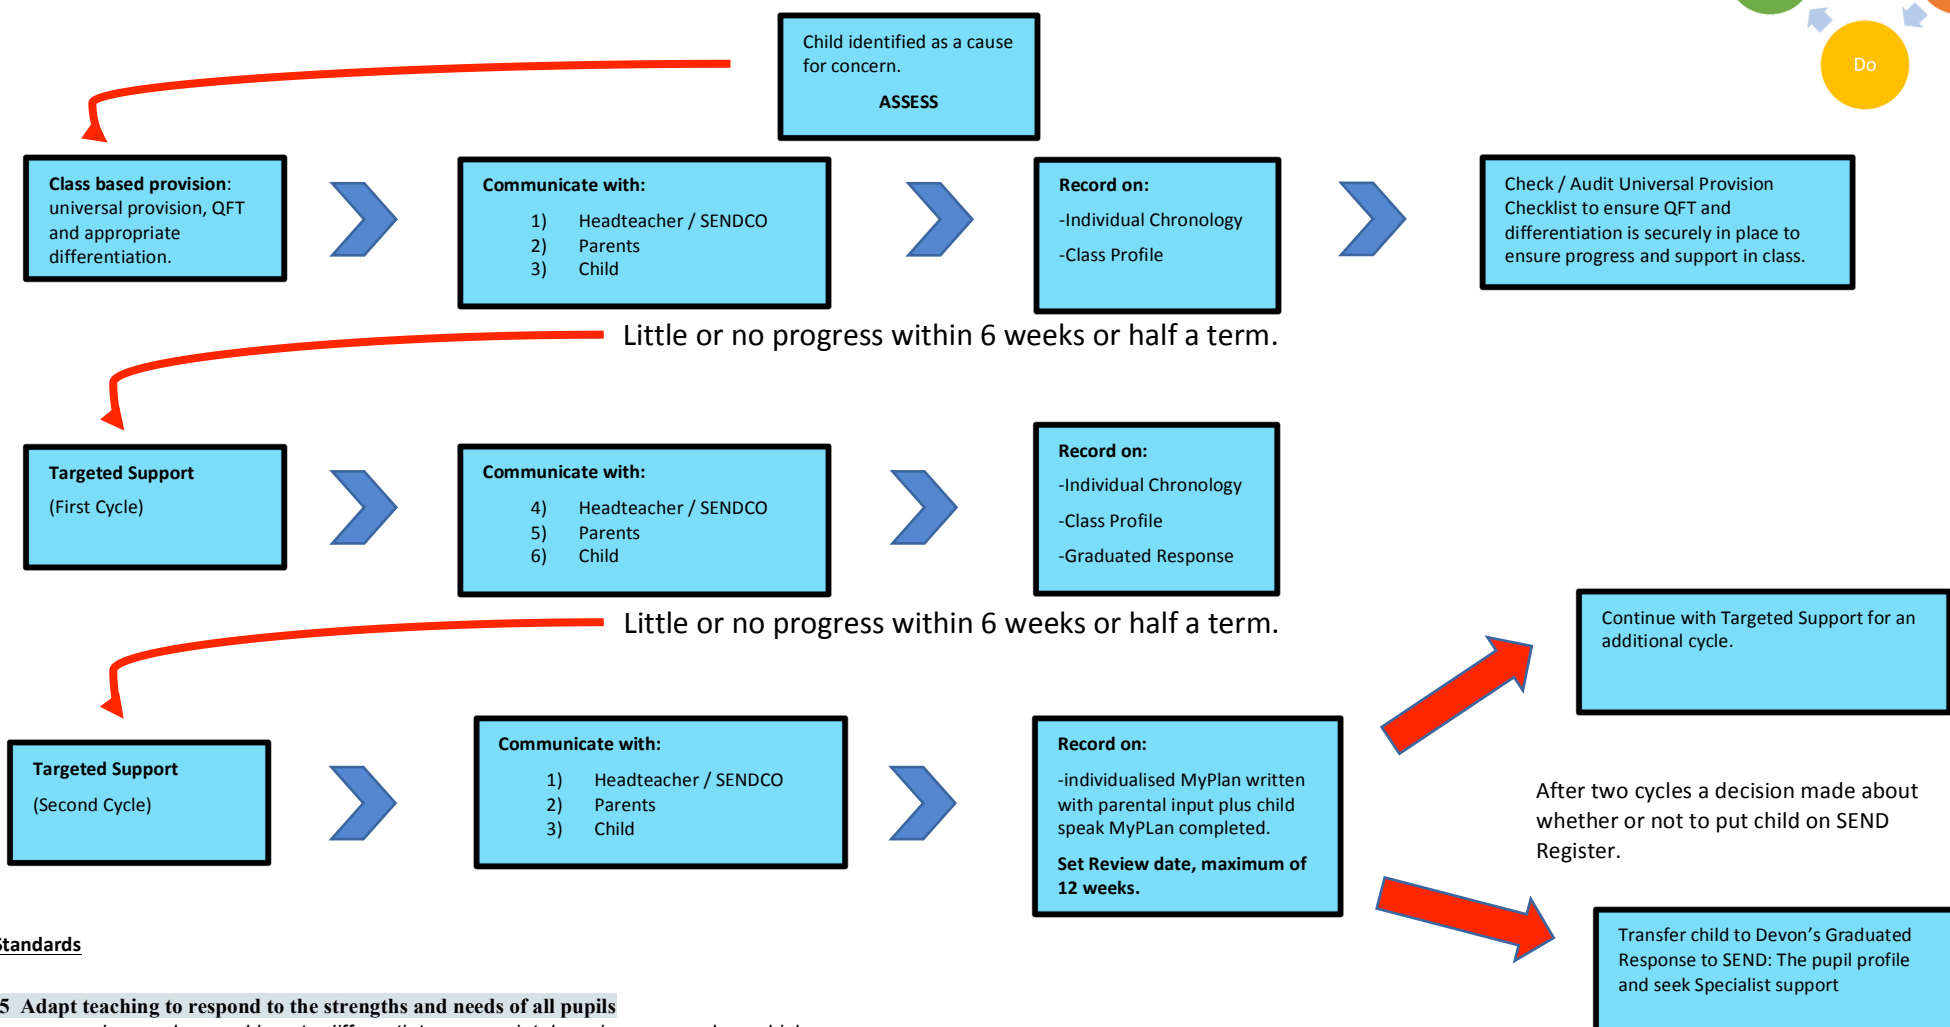 Do
Child identified as a cause
for concern.
ASSESS
Class based provision:
universal provision, QFT
and appropriate
differentiation.
Communicate with:
1) Headteacher / SENDCO
2) Parents
3) Child
Record on:
-Individual Chronology
-Class Profile
Check / Audit Universal Provision
Checklist to ensure QFT and
differentiation is securely in place to
ensure progress and support in class.
Little or no progress within 6 weeks or half a term.
Targeted Support
(First Cycle)
Communicate with:
4) Headteacher / SENDCO
5) Parents
6) Child
Record on:
-Individual Chronology
-Class Profile
-Graduated Response
Little or no progress within 6 weeks or half a term.
Continue with Targeted Support for an
additional cycle.
Targeted Support
(Second Cycle)
Communicate with:
1) Headteacher / SENDCO
2) Parents
3) Child
Record on:
-individualised MyPlan written
with parental input plus child
speak MyPLan completed.
Set Review date, maximum of
12 weeks.
After two cycles a decision made about
whether or not to put child on SEND
Register.
Transfer child to Devon's Graduated
Response to SEND: The pupil profile
and seek Specialist support
Standards
5 Adapt teaching to respond to the strengths and needs of all pupils